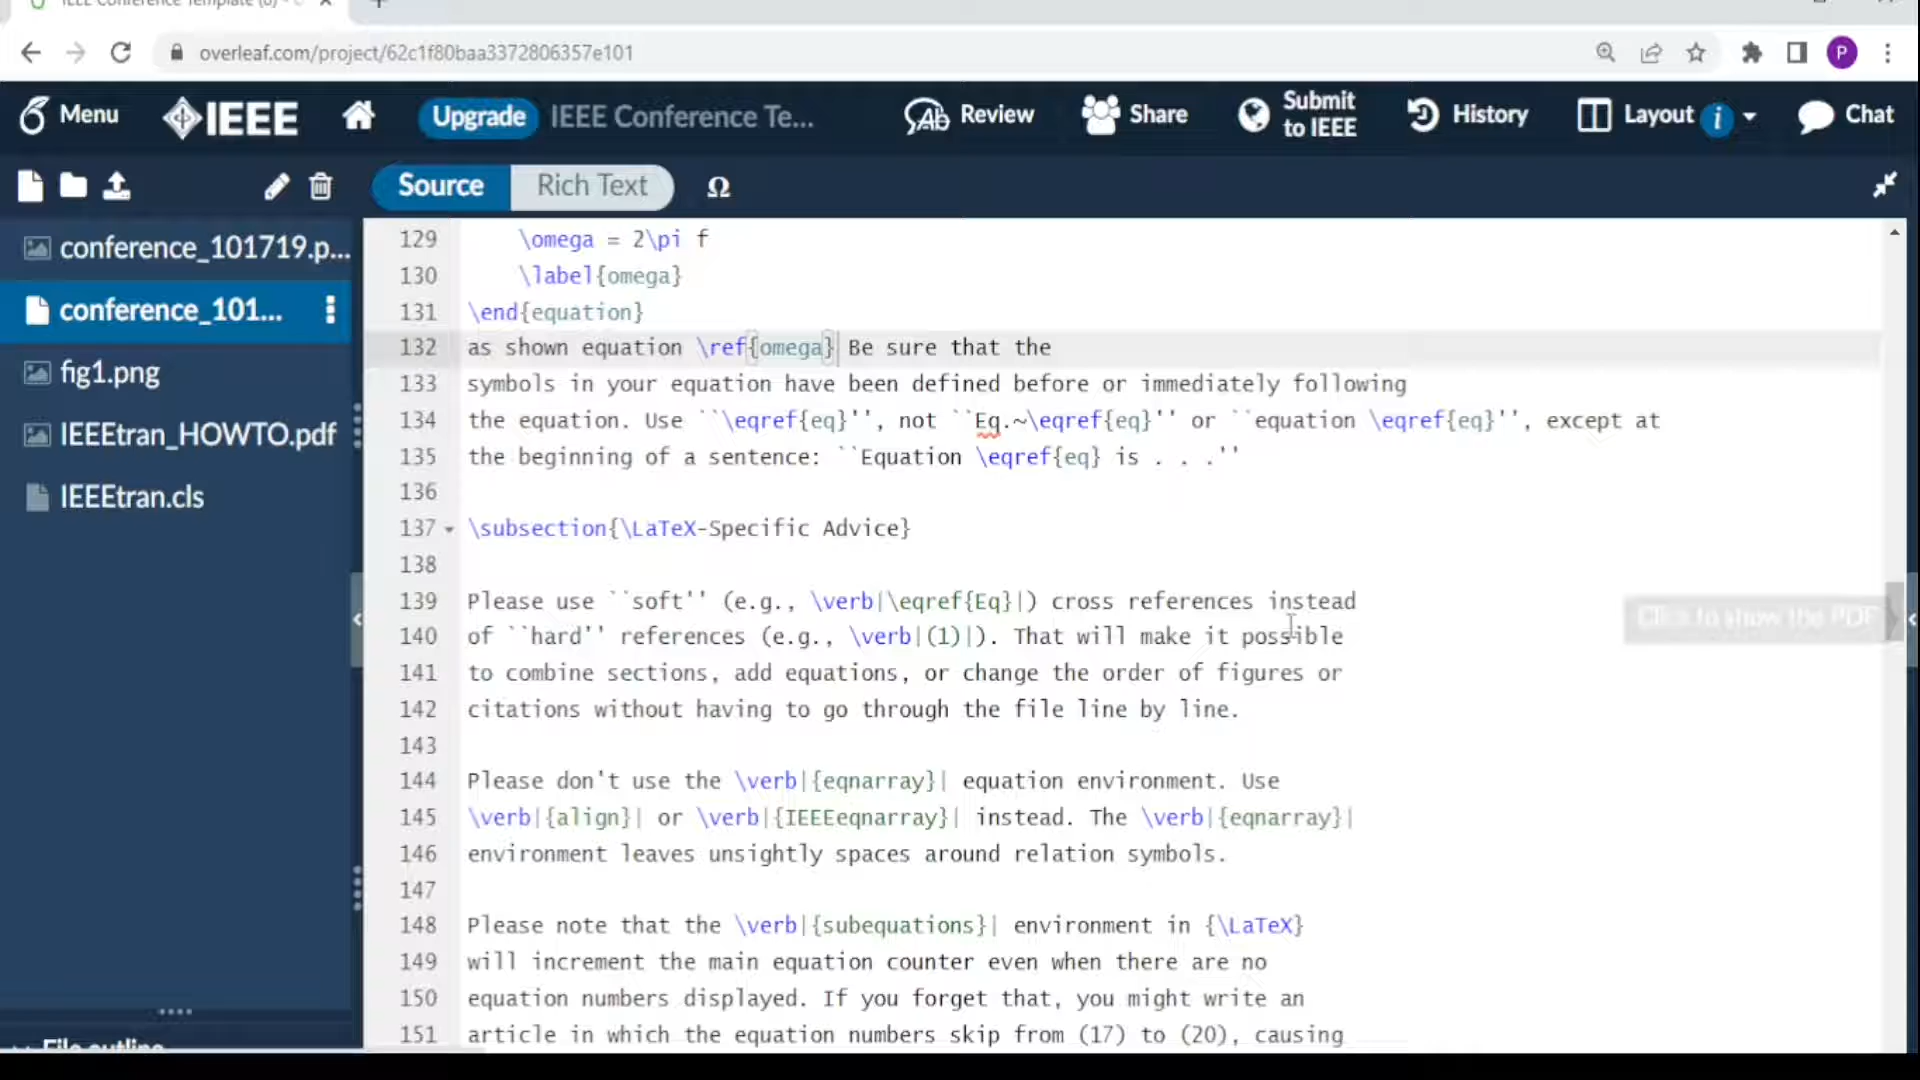 IEEE Conference Template (6) -
overleaf.com/project/62c1f80baa3372806357e101
P
Menu
IEEE
Upgrade
IEEE Conference Te...
Review
Share
Submit
to IEEE
History
Layout
i
Chat
Source
Rich Text
Ω
conference_101719.p...
conference_101...
fig1.png
IEEEtran_HOWTO.pdf
IEEEtran.cls
File outline
129 \omega = 2\pi f
130 \label{omega}
131 \end{equation}
132 as shown equation \ref{omega} Be sure that the
133 symbols in your equation have been defined before or immediately following
134 the equation. Use ``\eqref{eq}'', not ``Eq.~\eqref{eq}'' or ``equation \eqref{eq}'', except at
135 the beginning of a sentence: ``Equation \eqref{eq} is . . .''
136
137 \subsection{\LaTeX-Specific Advice}
138
139 Please use ``soft'' (e.g., \verb|\eqref{Eq}|) cross references instead
140 of ``hard'' references (e.g., \verb|(1)|). That will make it possible
141 to combine sections, add equations, or change the order of figures or
142 citations without having to go through the file line by line.
143
144 Please don't use the \verb|{eqnarray}| equation environment. Use
145 \verb|{align}| or \verb|{IEEEeqnarray}| instead. The \verb|{eqnarray}|
146 environment leaves unsightly spaces around relation symbols.
147
148 Please note that the \verb|{subequations}| environment in {\LaTeX}
149 will increment the main equation counter even when there are no
150 equation numbers displayed. If you forget that, you might write an
151 article in which the equation numbers skip from (17) to (20), causing
Click to show the PDF